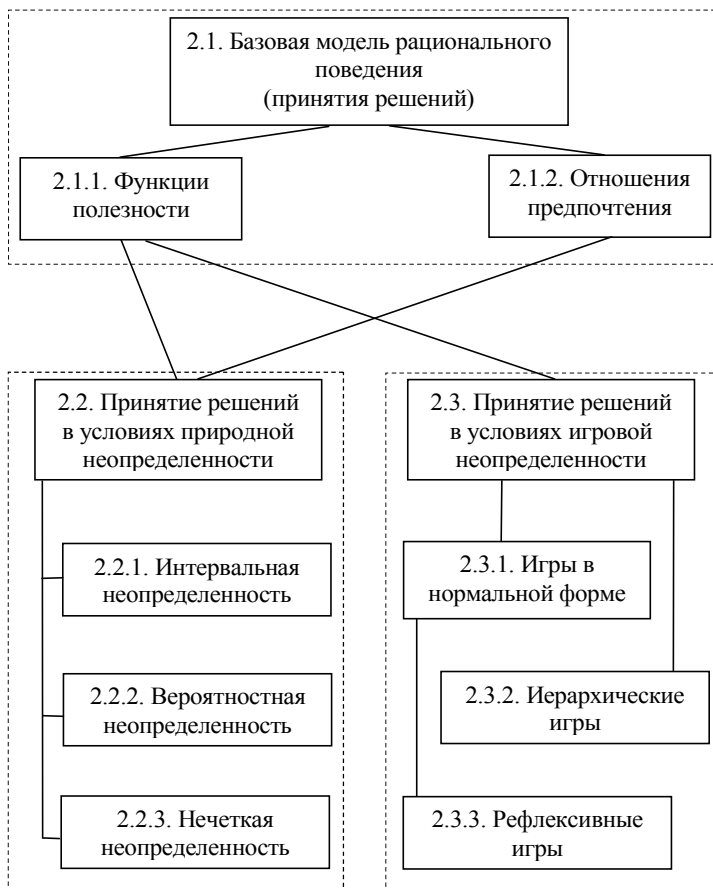 2.1. Базовая модель рационального
поведения
(принятия решений)
2.1.1. Функции
полезности
2.1.2. Отношения
предпочтения
2.2. Принятие решений
в условиях природной
неопределенности
2.3. Принятие решений
в условиях игровой
неопределенности
2.2.1. Интервальная
неопределенность
2.3.1. Игры в
нормальной форме
2.2.2. Вероятностная
неопределенность
2.3.2. Иерархические
игры
2.2.3. Нечеткая
неопределенность
2.3.3. Рефлексивные
игры